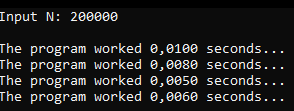 Input N: 200000
The program worked 0,0100 seconds...
The program worked 0,0080 seconds...
The program worked 0,0050 seconds...
The program worked 0,0060 seconds...